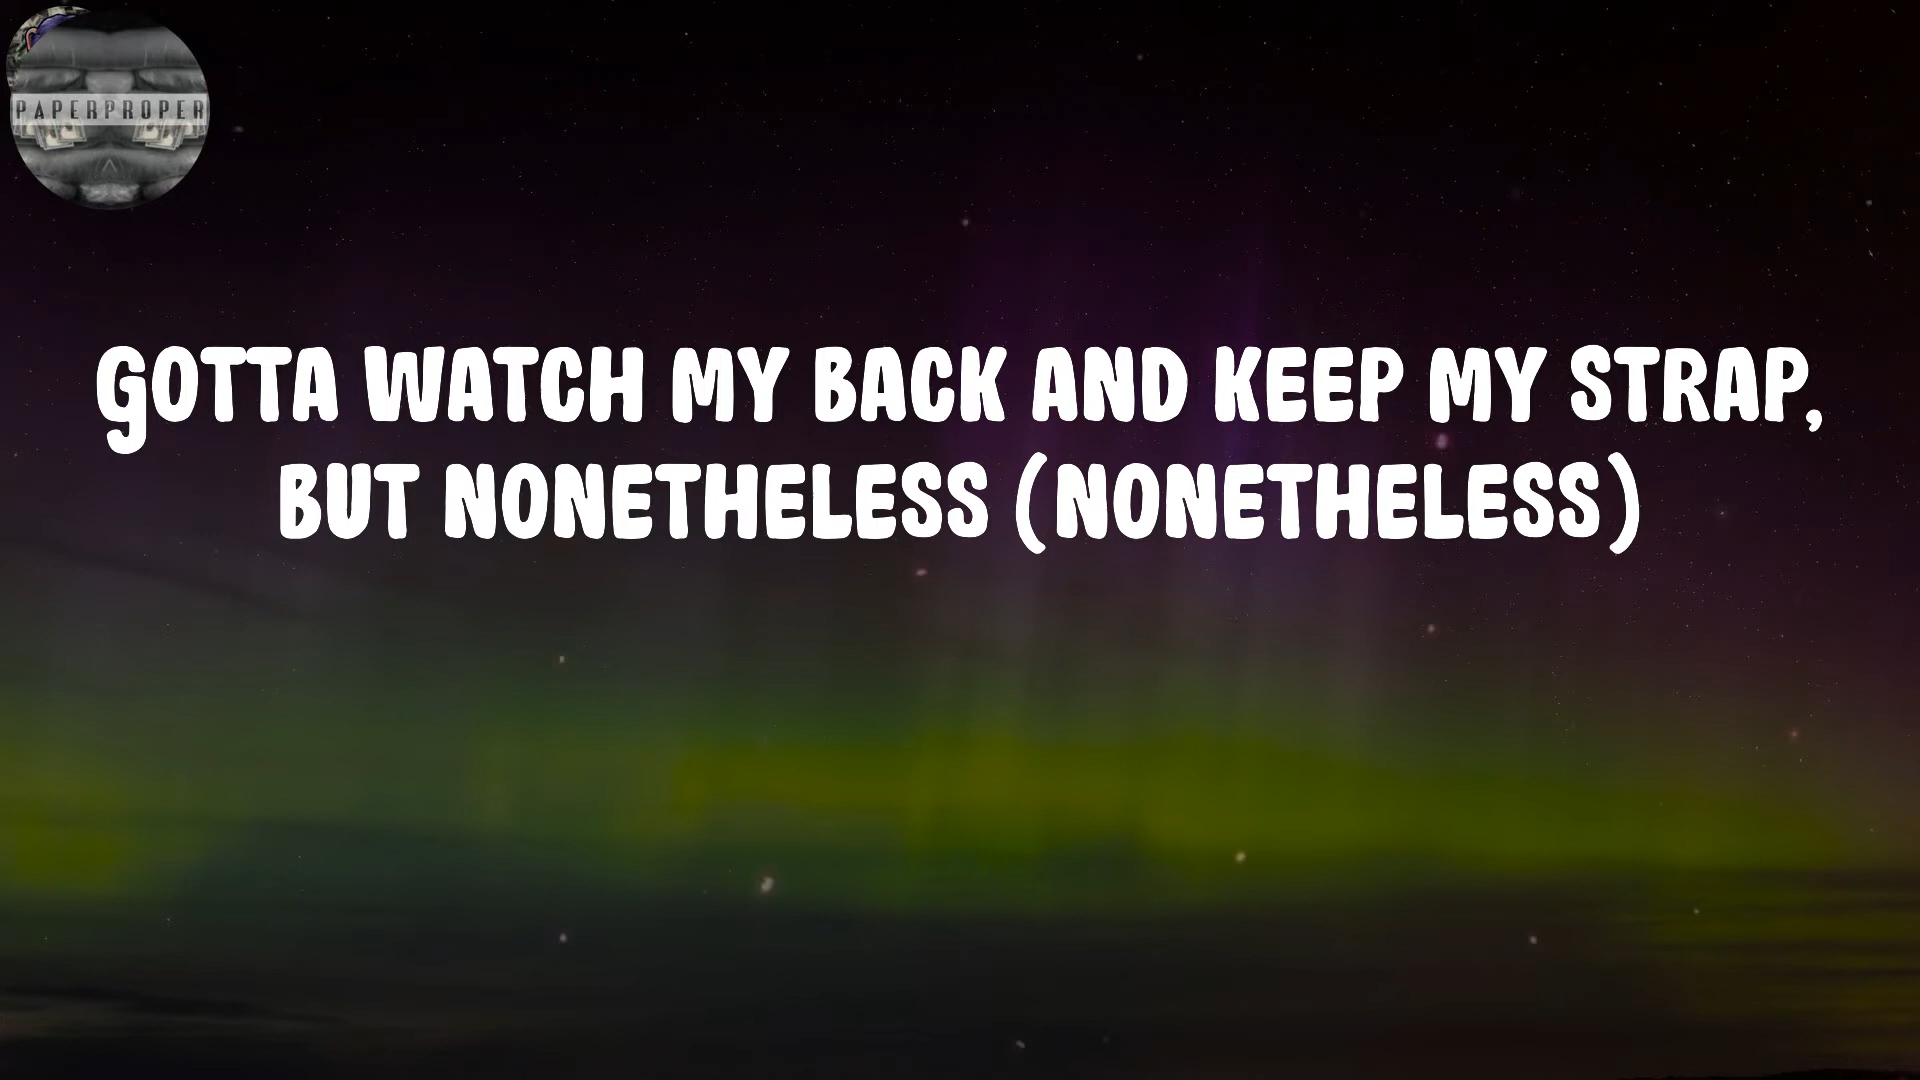 PAPERPROPER
GOTTA WATCH MY BACK AND KEEP MY STRAP,
BUT NONETHELESS (NONETHELESS)